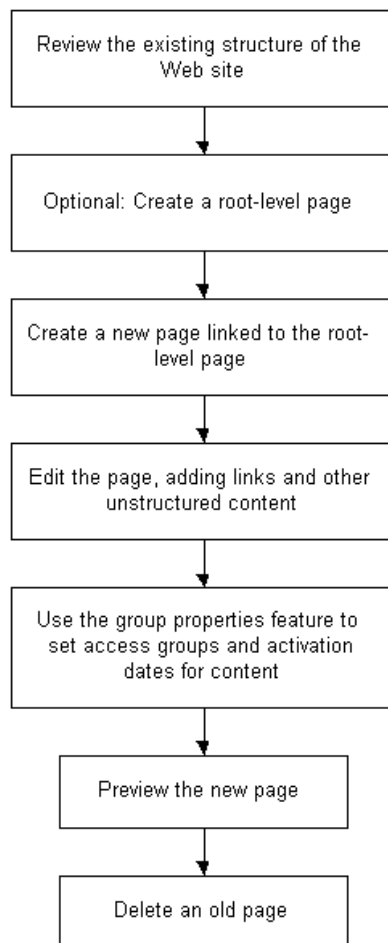 Review the existing structure of the
Web site
Optional: Create a root-level page
Create a new page linked to the root-
level page
Edit the page, adding links and other
unstructured content
Use the group properties feature to
set access groups and activation
dates for content
Preview the new page
Delete an old page